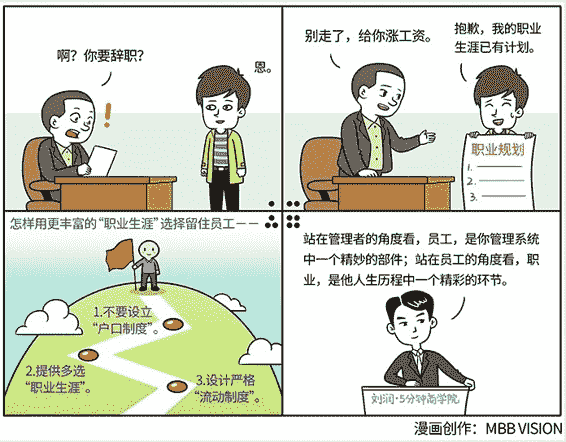 啊？你要辞职？
恩。
别走了，给你涨工资。
抱歉，我的职业
生涯已有计划。
职业规划
1.
2.
3.
怎样用更丰富的“职业生涯”选择留住员工－－
1.不要设立
“户口制度”。
2.提供多选
“职业生涯”。
3.设计严格
“流动制度”。
站在管理者的角度看，员工，是你管理系统
中一个精妙的部件；站在员工的角度看，职
业，是他人生历程中一个精彩的环节。
刘润·5分钟商学院
漫画创作：MBB VISION